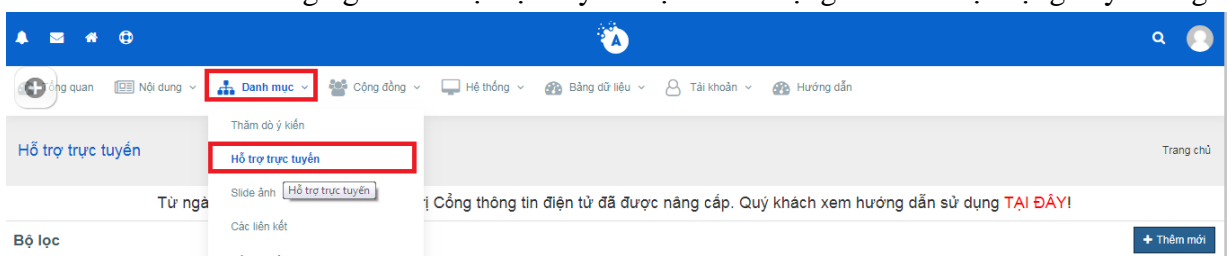 A
ổng quan Nội dung Danh mục Cộng đồng Hệ thống Bảng dữ liệu Tài khoản Hướng dẫn
Thăm dò ý kiến
Hỗ trợ trực tuyến Trang chủ
Hỗ trợ trực tuyến
Slide ảnh Hỗ trợ trực tuyến
Từ ngà ị Cổng thông tin điện tử đã được nâng cấp. Quý khách xem hướng dẫn sử dụng TẠI ĐÂY!
Các liên kết
Bộ lọc + Thêm mới